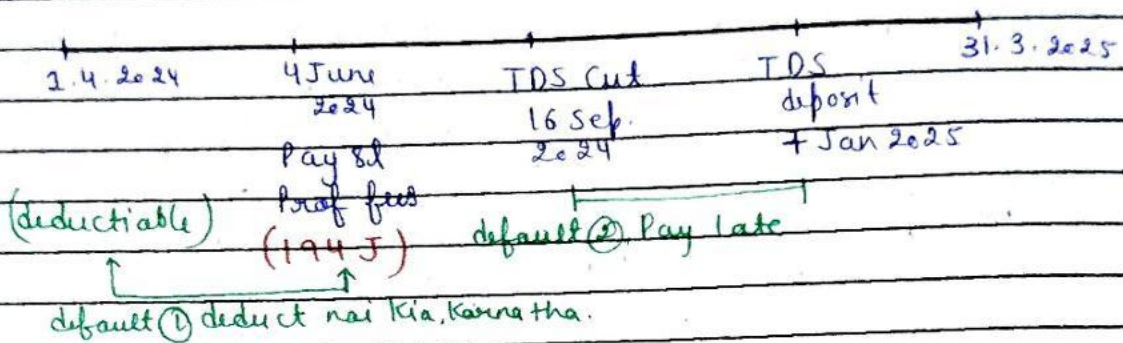 1.4.2024 4 June 2024 TDS Cut 16 Sep. 2024 TDS deposit 7 Jan 2025 31.3.2025
Pay 8l
Prof fees
(194J)
(deductiable)
default ② Pay late
default ① deduct nai kia, karna tha.